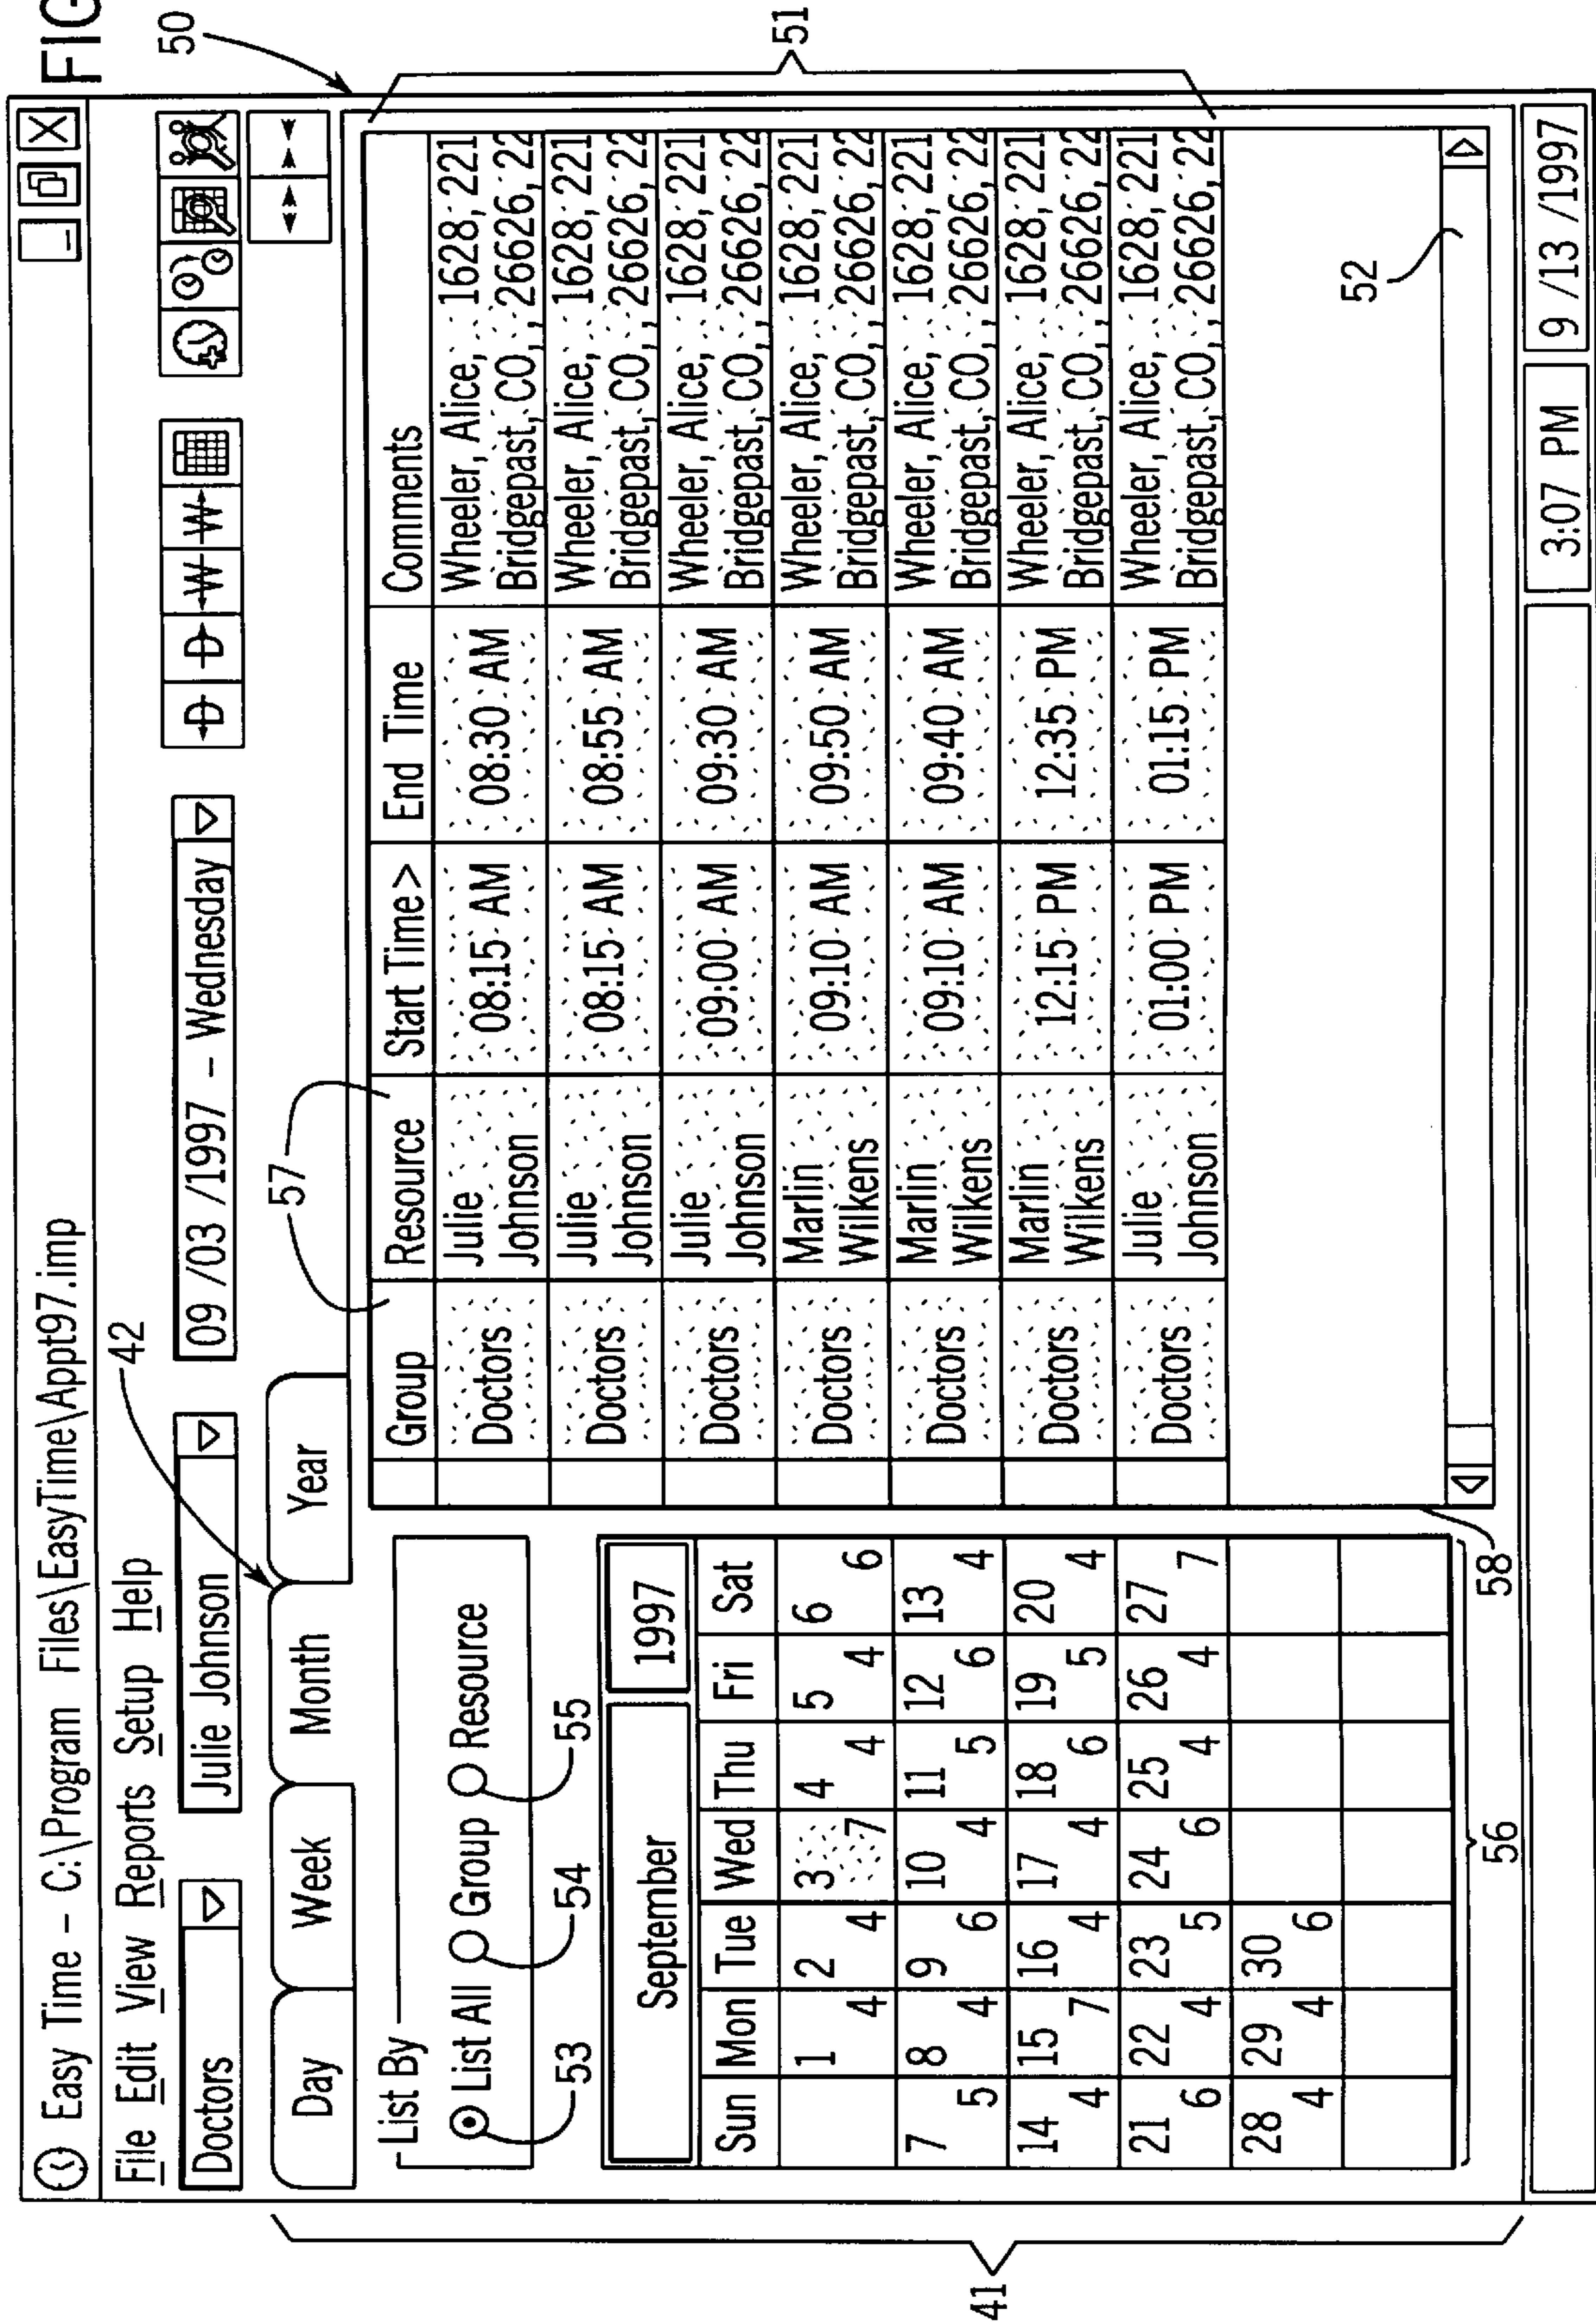 FIG
50
Easy Time - C:\Program Files\EasyTime\Appt97.imp
File Edit View Reports Setup Help
42
Doctors
Julie Johnson
09 /03 /1997 - Wednesday
D D W W
Day Week Month Year
57
51
List By
List All Group Resource
53 54 55
September 1997
Sun Mon Tue Wed Thu Fri Sat
1 2 3 4 5 6
4 4 7 4 4 6
7 8 9 10 11 12 13
5 4 6 4 5 6 4
14 15 16 17 18 19 20
4 7 4 4 6 5 4
21 22 23 24 25 26 27
6 4 5 6 4 4 7
28 29 30
4 4 6
Group Resource Start Time> End Time Comments
Doctors Julie Johnson 08:15 AM 08:30 AM Wheeler, Alice, 1628, 221
Bridgepast, CO, ,26626, 22
Doctors Julie Johnson 08:15 AM 08:55 AM Wheeler, Alice, 1628, 221
Bridgepast, CO, ,26626, 22
Doctors Julie Johnson 09:00 AM 09:30 AM Wheeler, Alice, 1628, 221
Bridgepast, CO, ,26626, 22
Doctors Marlin Wilkens 09:10 AM 09:50 AM Wheeler, Alice, 1628, 221
Bridgepast, CO, ,26626, 22
Doctors Marlin Wilkens 09:10 AM 09:40 AM Wheeler, Alice, 1628, 221
Bridgepast, CO, ,26626, 22
Doctors Marlin Wilkens 12:15 PM 12:35 PM Wheeler, Alice, 1628, 221
Bridgepast, CO, ,26626, 22
Doctors Julie Johnson 01:00 PM 01:15 PM Wheeler, Alice, 1628, 221
Bridgepast, CO, ,26626, 22
52
41
56
58
3:07 PM 9 /13 /1997